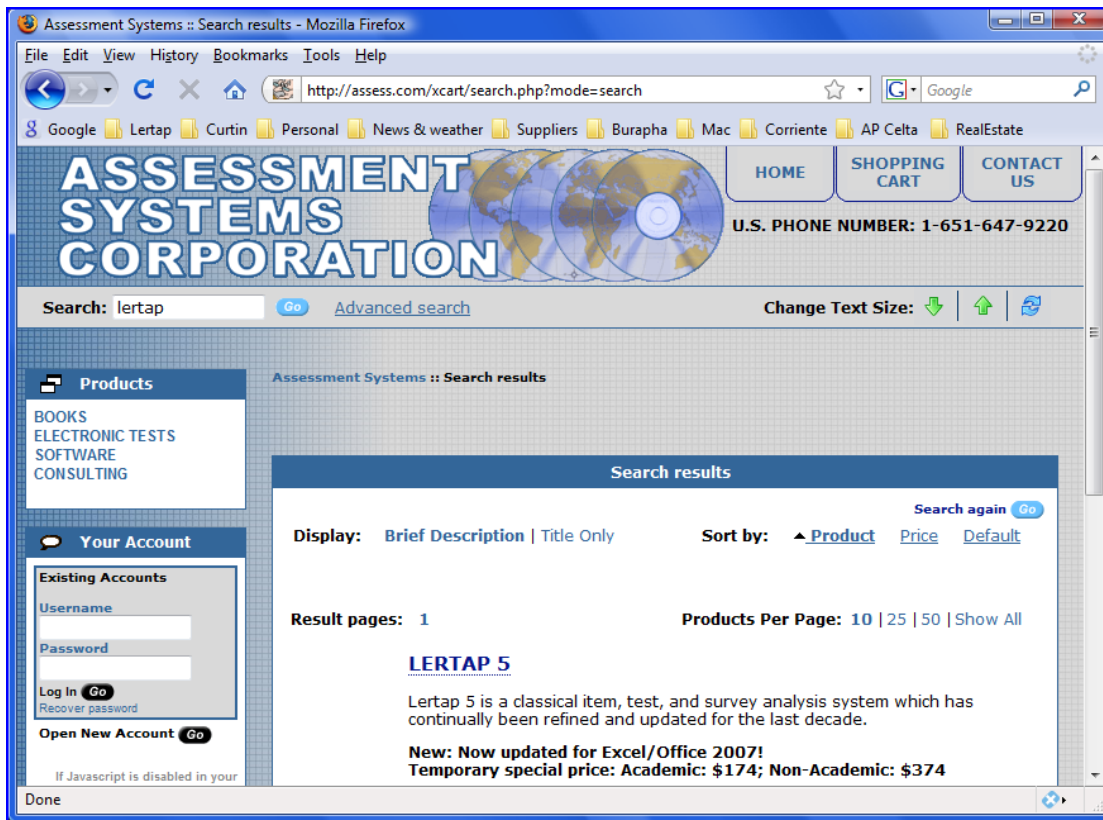 Assessment Systems :: Search results - Mozilla Firefox
File Edit View History Bookmarks Tools Help
http://assess.com/xcart/search.php?mode=search
G
Google
Google Lertap Curtin Personal News & weather Suppliers Burapha Mac Corriente AP Celta RealEstate
ASSESSMENT
SYSTEMS
CORPORATION
HOME
SHOPPING
CART
CONTACT
US
U.S. PHONE NUMBER: 1-651-647-9220
Search: lertap Go Advanced search
Change Text Size:
Products
BOOKS
ELECTRONIC TESTS
SOFTWARE
CONSULTING
Your Account
Existing Accounts
Username
Password
Log In Go
Recover password
Open New Account Go
If Javascript is disabled in your
Assessment Systems :: Search results
Search results
Search again Go
Display: Brief Description | Title Only
Sort by: Product Price Default
Result pages: 1
Products Per Page: 10 | 25 | 50 | Show All
LERTAP 5
Lertap 5 is a classical item, test, and survey analysis system which has
continually been refined and updated for the last decade.
New: Now updated for Excel/Office 2007!
Temporary special price: Academic: $174; Non-Academic: $374
Done